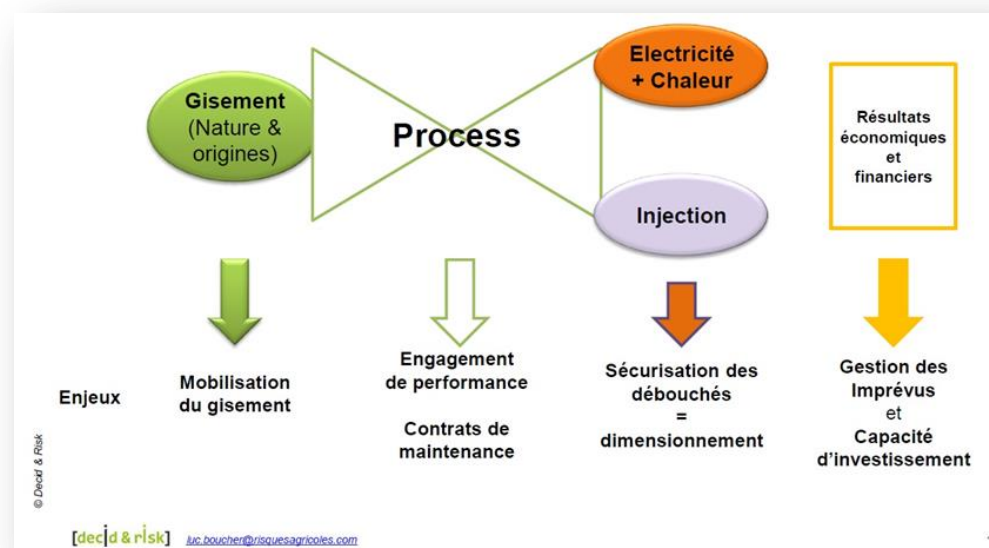 Gisement
(Nature &
origines)
Process
Electricité
+ Chaleur
Injection
Résultats
économiques
et
financiers
Enjeux
Mobilisation
du gisement
Engagement
de performance
Contrats de
maintenance
Sécurisation des
débouchés
=
dimensionnement
Gestion des
Imprévus
et
Capacité
d'investissement
© Decid & Risk
[decid & risk]
luc.boucher@risquesagricoles.com